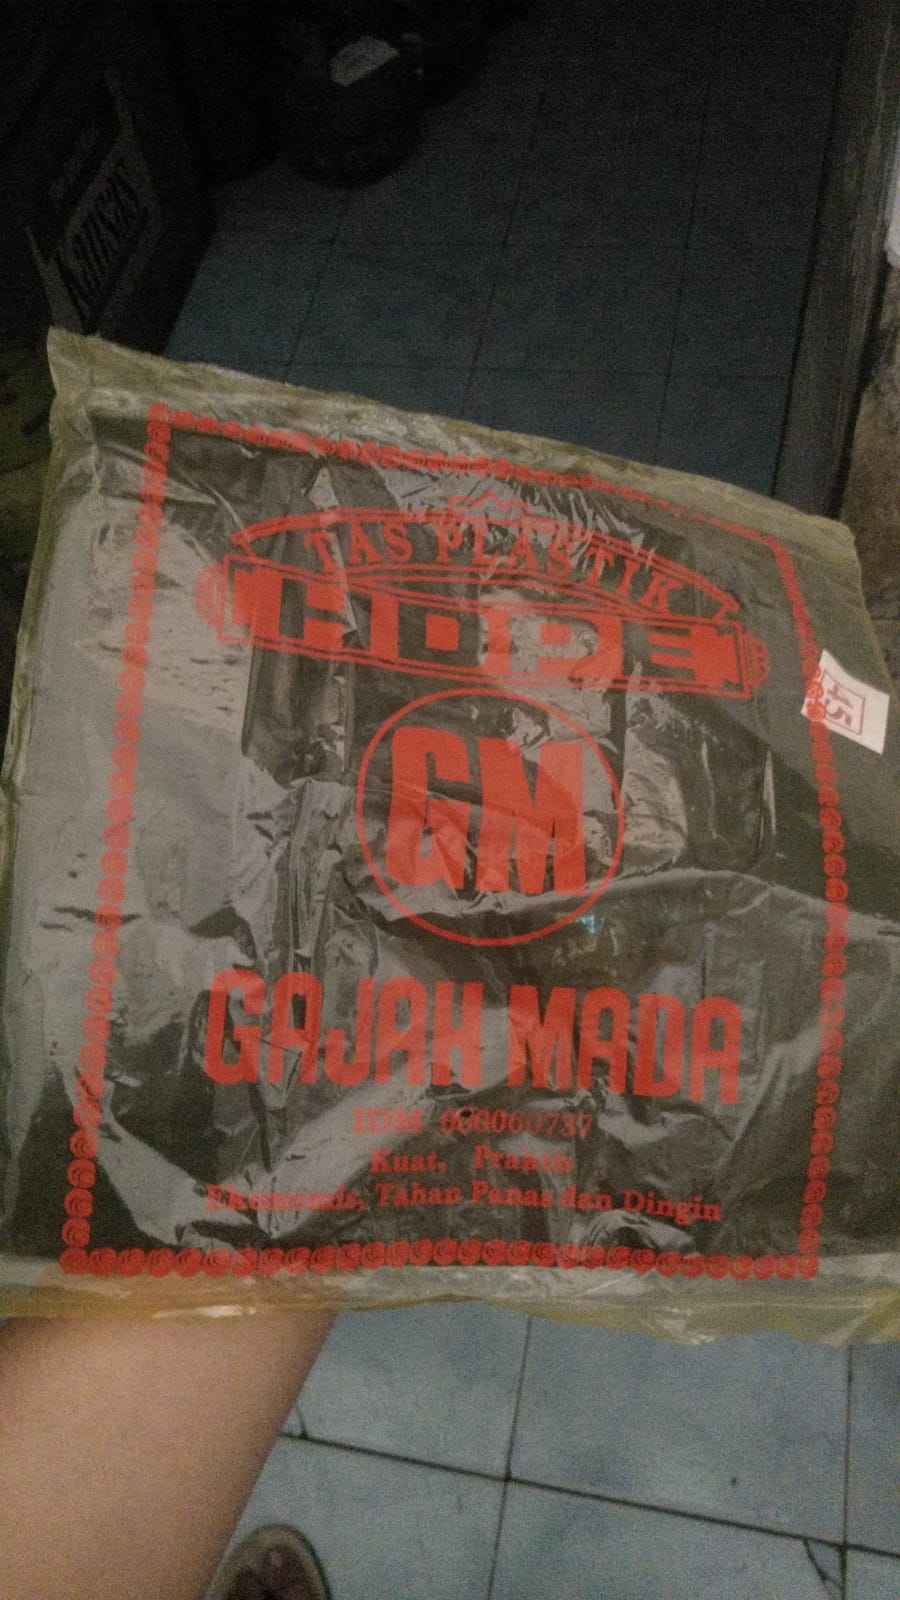 TAS PLASTIK
HDPE
GM
GAJAH MADA
IDM 000060737
Kuat, Praktis
Ekonomis, Tahan Panas dan Dingin
45